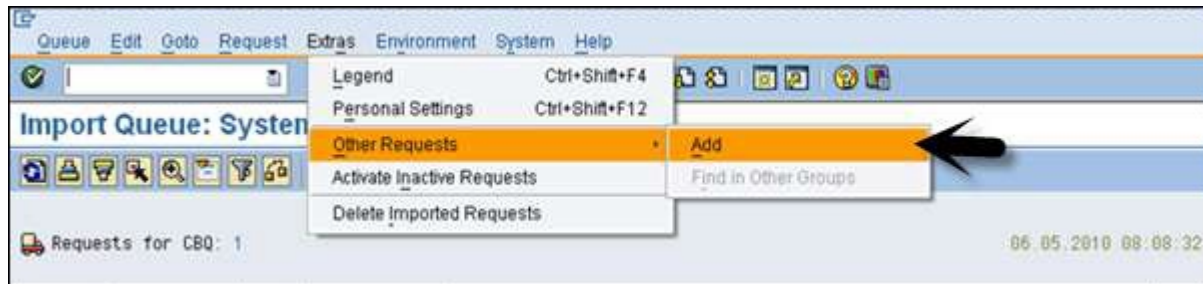 Queue Edit Goto Request Extras Environment System Help
Legend Ctrl+Shift+F4
Personal Settings Ctrl+Shift+F12
Import Queue: System
Other Requests Add
Activate Inactive Requests Find in Other Groups
Delete Imported Requests
Requests for CBQ: 1 06.05.2010 08:08:32